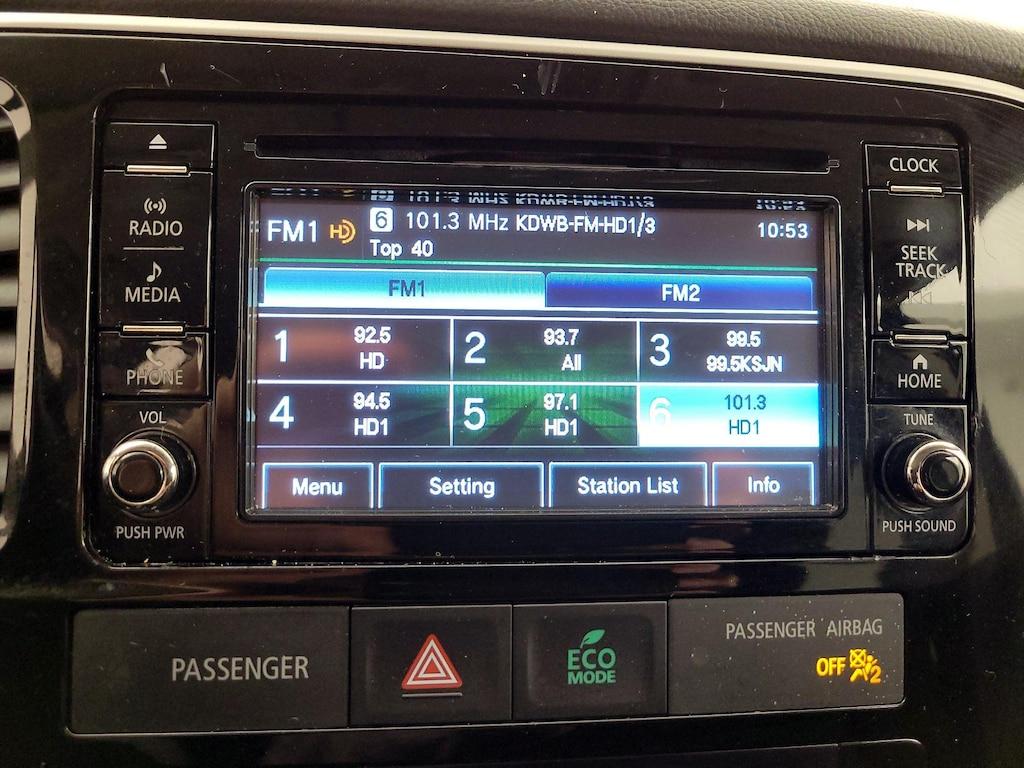 CLOCK
RADIO
MEDIA
PHONE
VOL
PUSH PWR
FM1 HD
6 101.3 MHz KDWB-FM-HD1/3
10:53
Top 40
FM1
FM2
1 92.5 HD
2 93.7 All
3 99.5 99.5KSJN
4 94.5 HD1
5 97.1 HD1
6 101.3 HD1
Menu
Setting
Station List
Info
SEEK
TRACK
HOME
TUNE
PUSH SOUND
PASSENGER
ECO
MODE
PASSENGER AIRBAG
OFF 2